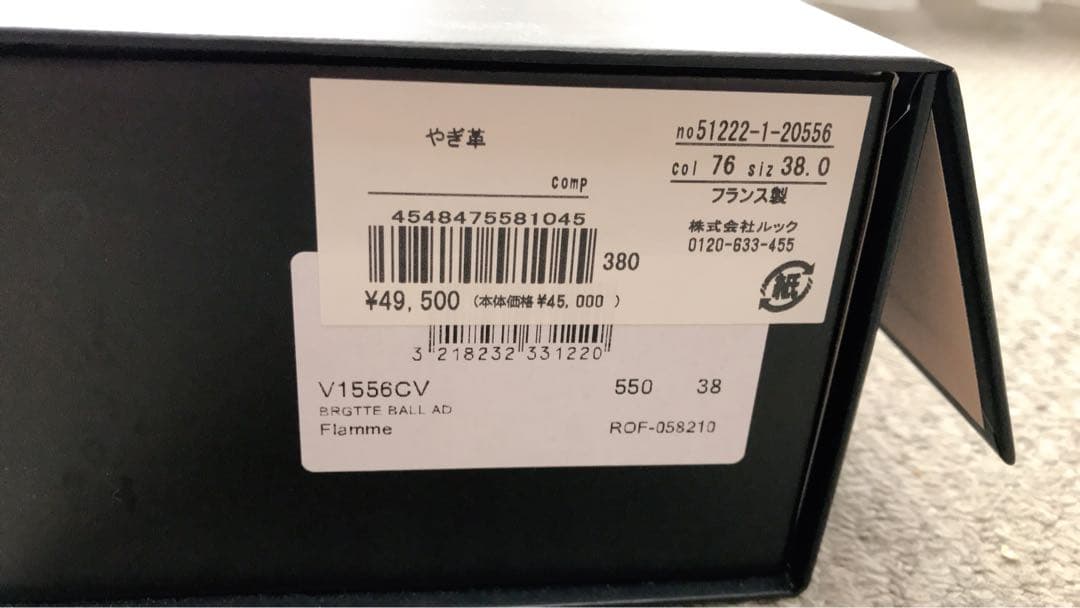 やぎ革
comp
no51222-1-20556
col 76 siz 38.0
フランス製
株式会社ルック
0120-633-455
紙
4548475581045
380
¥49,500 (本体価格¥45,000 )
3 218232 331220
V1556CV 550 38
BRGTTE BALL AD
Flamme ROF-058210